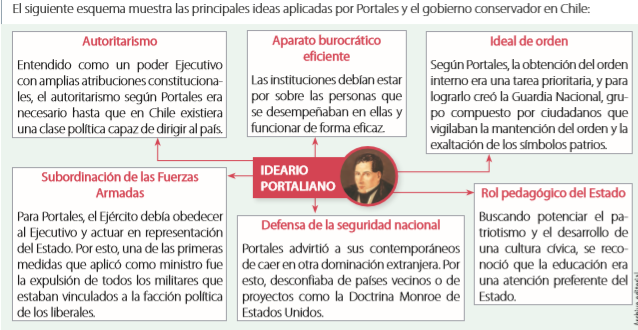 El siguiente esquema muestra las principales ideas aplicadas por Portales y el gobierno conservador en Chile:
Autoritarismo
Entendido como un poder Ejecutivo
con amplias atribuciones constituciona-
les, el autoritarismo según Portales era
necesario hasta que en Chile existiera
una clase política capaz de dirigir al país.
Aparato burocrático
eficiente
Las instituciones debían estar
por sobre las personas que
se desempeñaban en ellas y
funcionar de forma eficaz.
Ideal de orden
Según Portales, la obtención del orden
interno era una tarea prioritaria, y para
lograrlo creó la Guardia Nacional, gru-
po compuesto por ciudadanos que
vigilaban la mantención del orden y la
exaltación de los símbolos patrios.
IDEARIO
PORTALIANO
Subordinación de las Fuerzas
Armadas
Para Portales, el Ejército debía obedecer
al Ejecutivo y actuar en representación
del Estado. Por esto, una de las primeras
medidas que aplicó como ministro fue
la expulsión de todos los militares que
estaban vinculados a la facción política
de los liberales.
Defensa de la seguridad nacional
Portales advirtió a sus contemporáneos
de caer en otra dominación extranjera. Por
esto, desconfiaba de países vecinos o de
proyectos como la Doctrina Monroe de
Estados Unidos.
Rol pedagógico del Estado
Buscando potenciar el pa-
triotismo y el desarrollo de
una cultura cívica, se reco-
noció que la educación era
una atención preferente del
Estado.